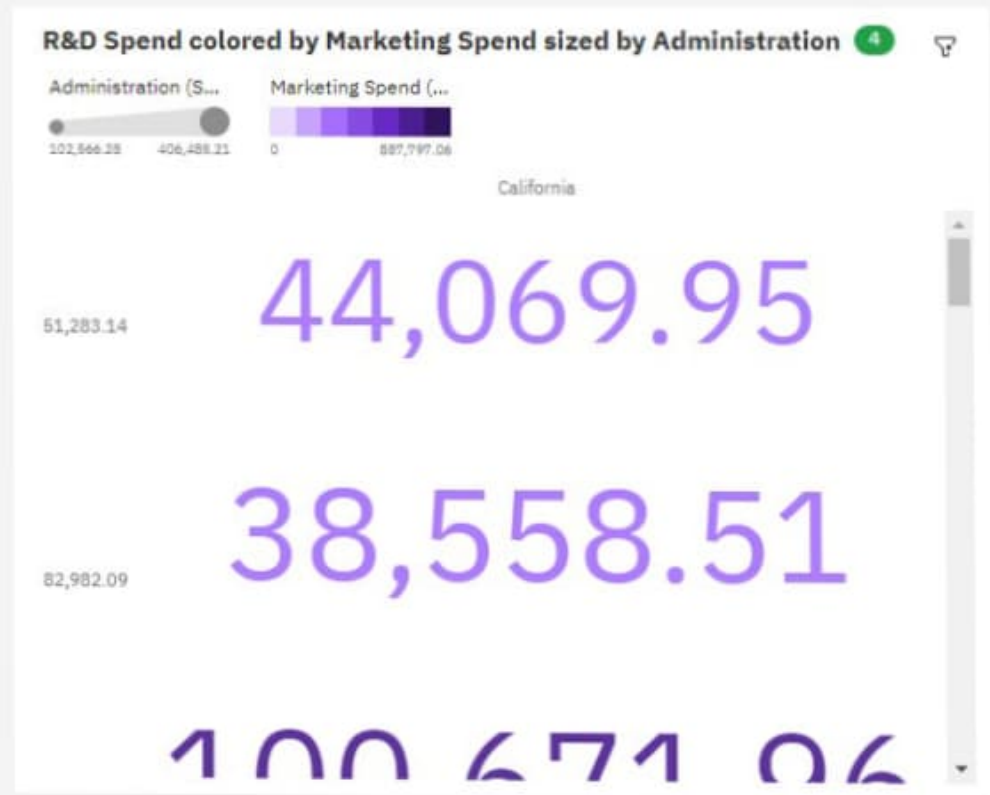 R&D Spend colored by Marketing Spend sized by Administration 4
Administration (S... Marketing Spend (...
0
California
51,283.14 44,069.95
82,982.09 38,558.51